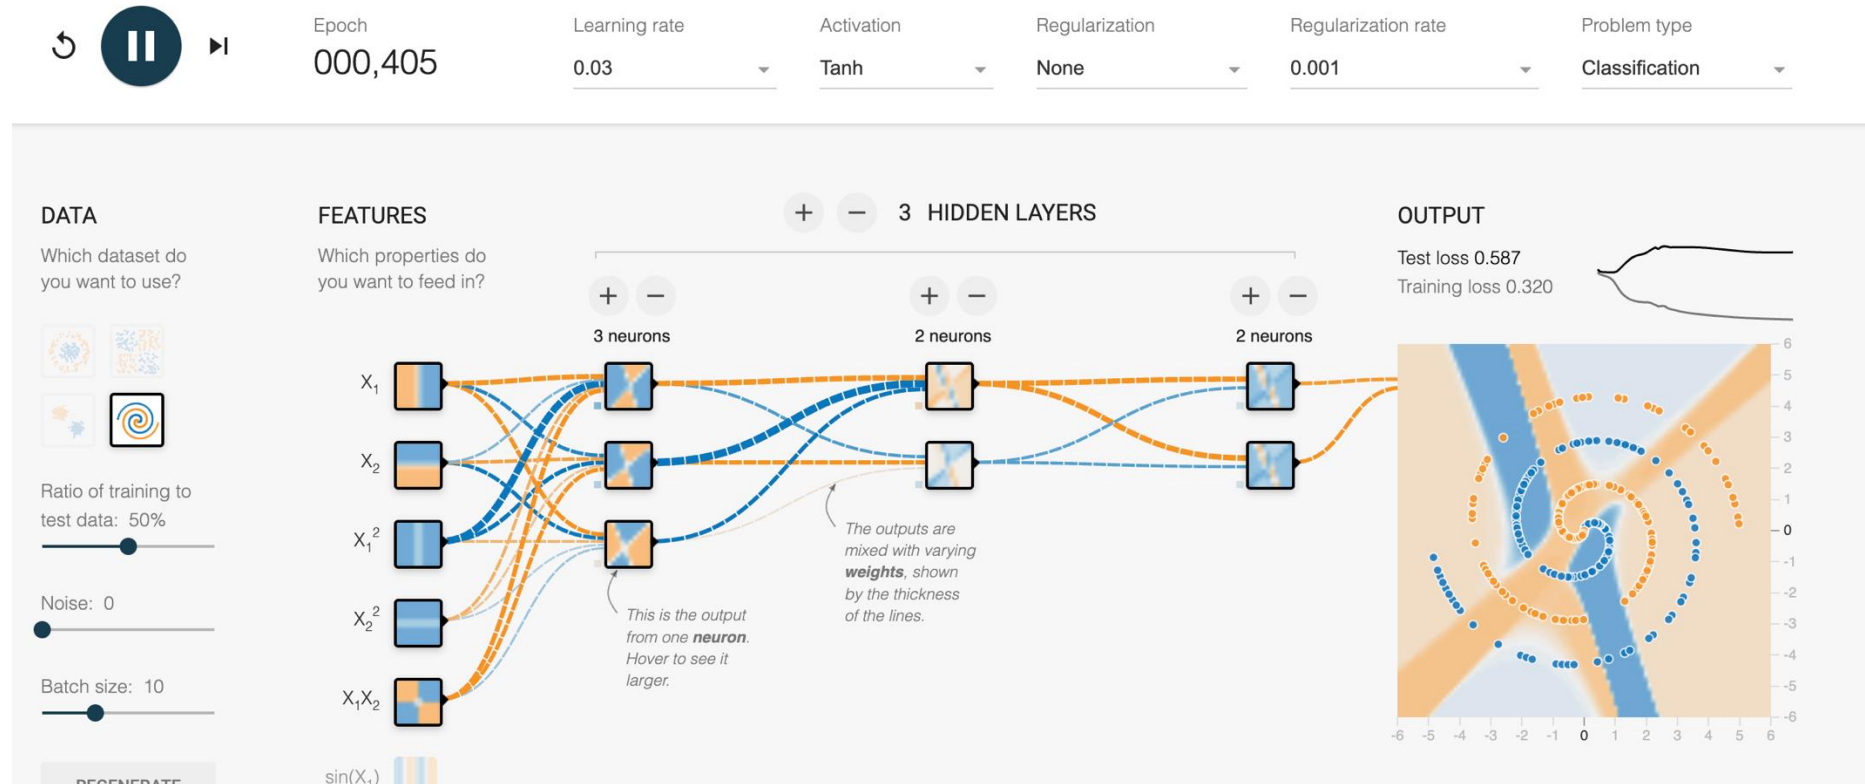 Epoch
000,405
Learning rate
0.03
Activation
Tanh
Regularization
None
Regularization rate
0.001
Problem type
Classification
DATA
Which dataset do
you want to use?
Ratio of training to
test data: 50%
Noise: 0
Batch size: 10
REGENERATE
FEATURES
Which properties do
you want to feed in?
X₁
X₂
X₁²
X₂²
X₁X₂
sin(X₁)
+ − 3 HIDDEN LAYERS
+ −
3 neurons
+ −
2 neurons
+ −
2 neurons
This is the output
from one neuron.
Hover to see it
larger.
The outputs are
mixed with varying
weights, shown
by the thickness
of the lines.
OUTPUT
Test loss 0.587
Training loss 0.320
6
5
4
3
2
1
0
-1
-2
-3
-4
-5
-6
-6 -5 -4 -3 -2 -1 0 1 2 3 4 5 6